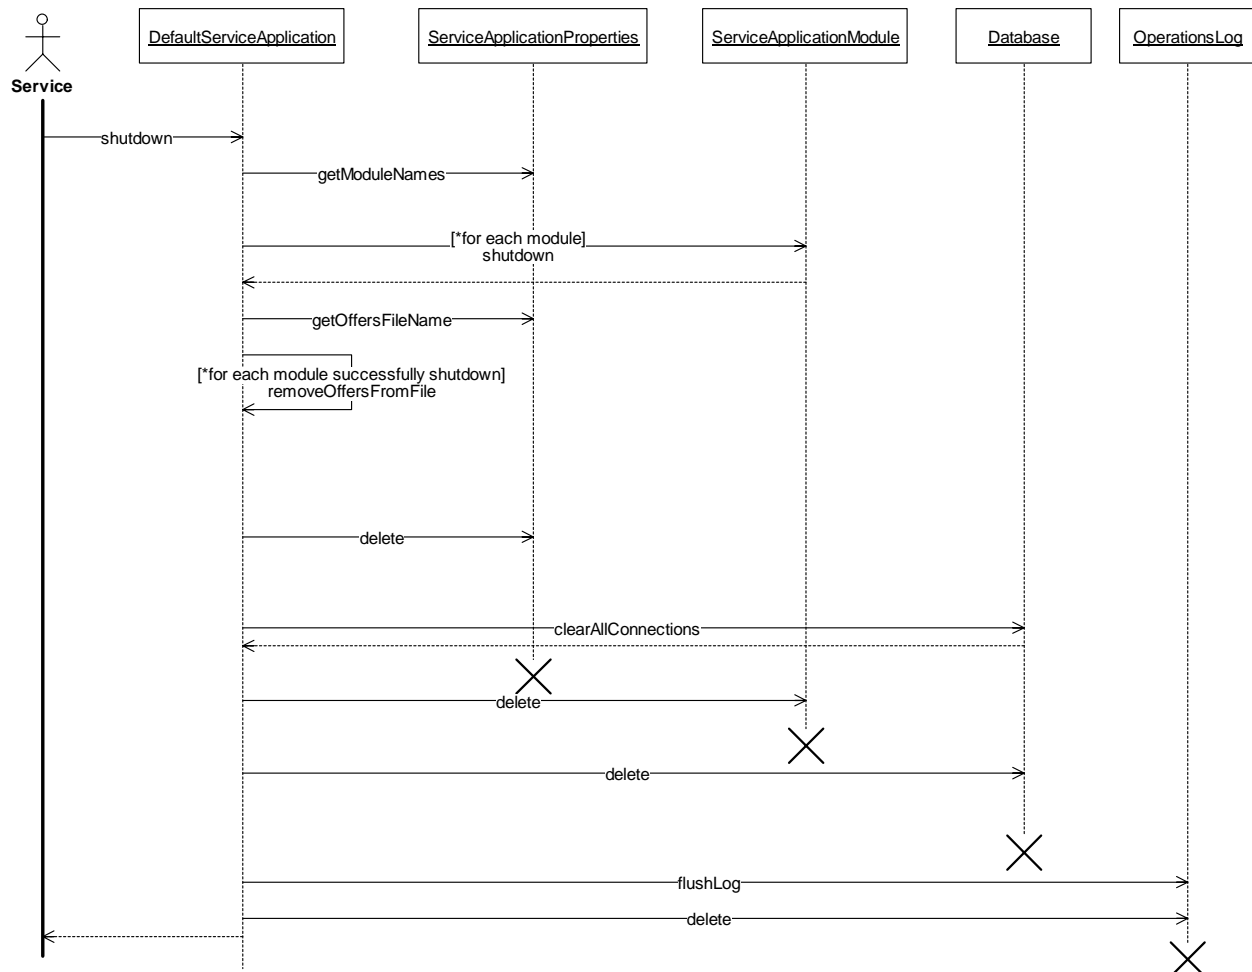 DefaultServiceApplication
ServiceApplicationProperties
ServiceApplicationModule
Database
OperationsLog
Service
shutdown
getModuleNames
[*for each module]
shutdown
getOffersFileName
[*for each module successfully shutdown]
removeOffersFromFile
delete
clearAllConnections
delete
delete
flushLog
delete